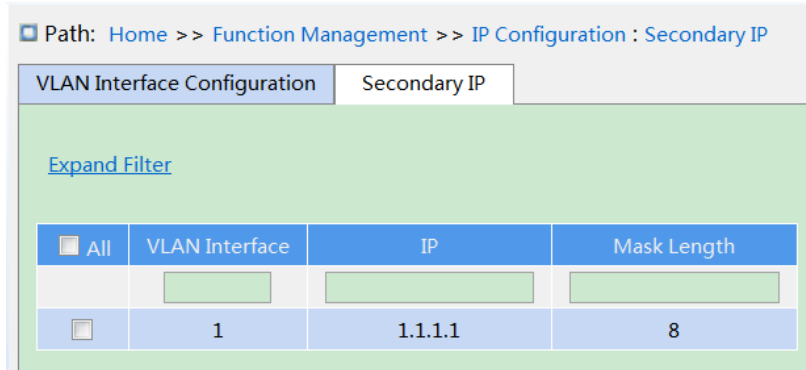 Path: Home >> Function Management >> IP Configuration : Secondary IP
VLAN Interface Configuration Secondary IP
Expand Filter
All VLAN Interface IP Mask Length
1 1.1.1.1 8